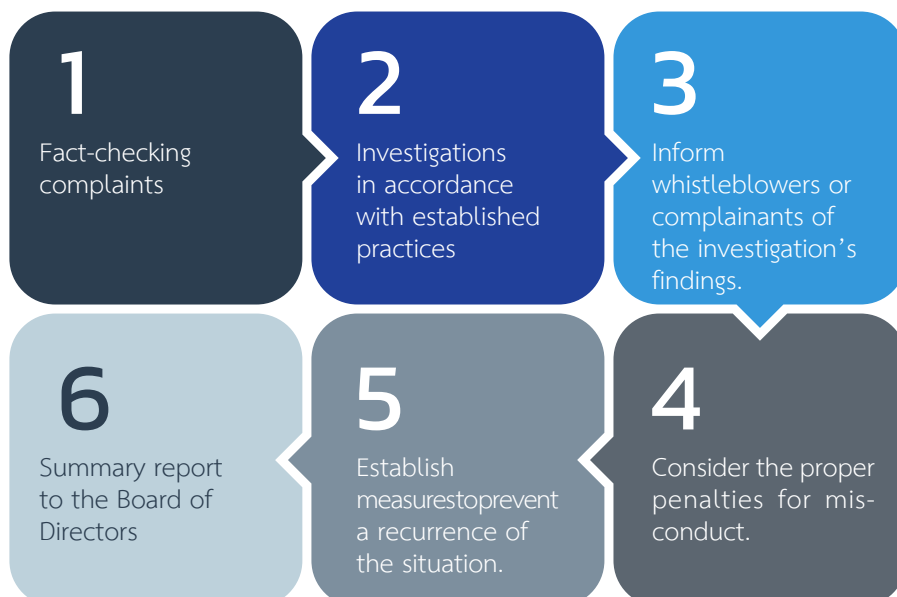 1
Fact-checking
complaints
2
Investigations
in accordance
with established
practices
3
Inform
whistleblowers or
complainants of
the investigation’s
findings.
4
Consider the proper
penalties for mis-
conduct.
5
Establish
measurestoprevent
a recurrence of
the situation.
6
Summary report
to the Board of
Directors